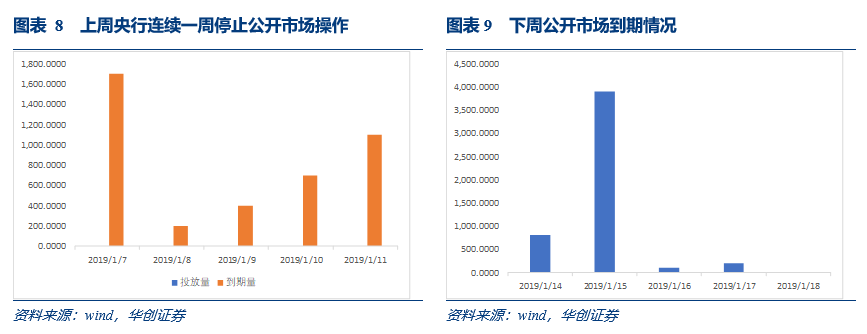 图表 8 上周央行连续一周停止公开市场操作
1,800.0000
1,600.0000
1,400.0000
1,200.0000
1,000.0000
800.0000
600.0000
400.0000
200.0000
0.0000
2019/1/7 2019/1/8 2019/1/9 2019/1/10 2019/1/11
投放量 到期量
资料来源：wind，华创证券
图表 9 下周公开市场到期情况
4,500.0000
4,000.0000
3,500.0000
3,000.0000
2,500.0000
2,000.0000
1,500.0000
1,000.0000
500.0000
0.0000
2019/1/14 2019/1/15 2019/1/16 2019/1/17 2019/1/18
资料来源：wind，华创证券